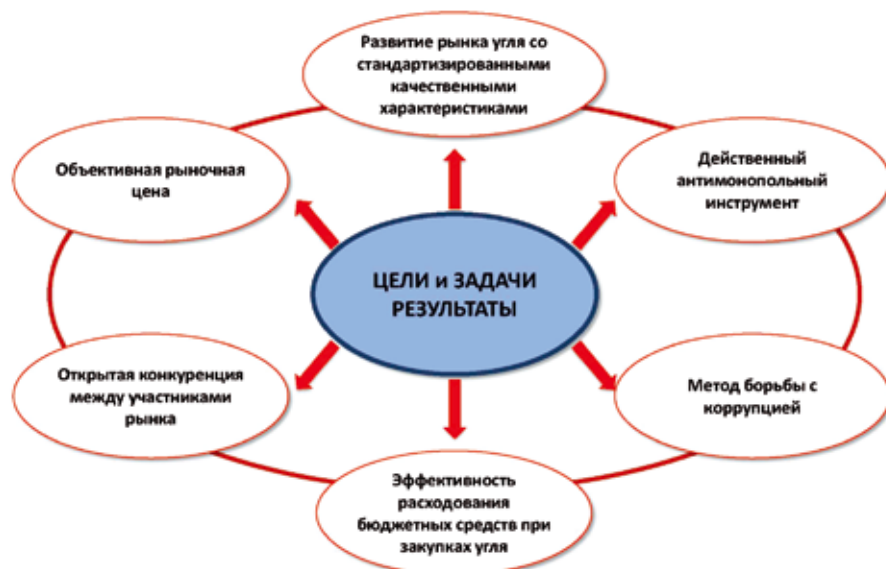 Развитие рынка угля со
стандартизированными
качественными
характеристиками
Объективная рыночная
цена
Действенный
антимонопольный
инструмент
ЦЕЛИ и ЗАДАЧИ
РЕЗУЛЬТАТЫ
Открытая конкуренция
между участниками
рынка
Метод борьбы с
коррупцией
Эффективность
расходования
бюджетных средств при
закупках угля